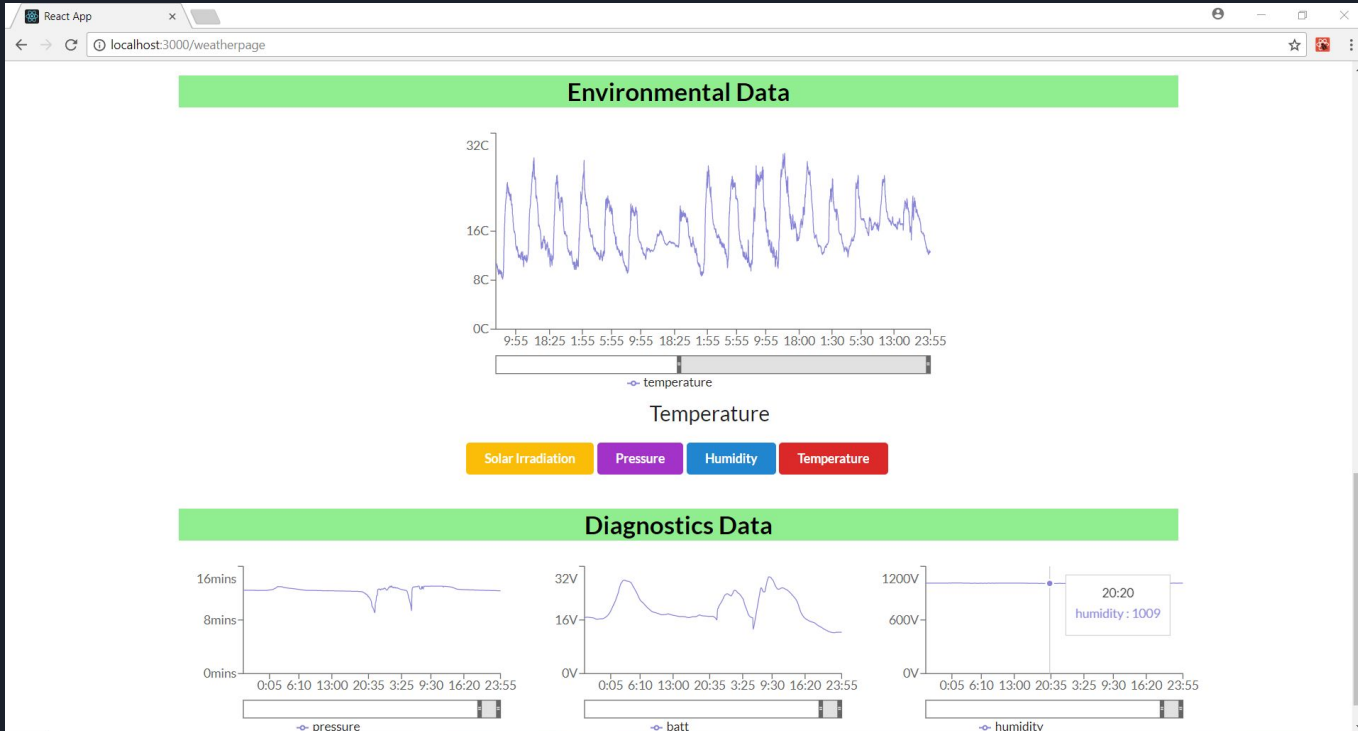 React App
localhost:3000/weatherpage
Environmental Data
32C
16C
8C
0C
9:55 18:25 1:55 5:55 9:55 18:25 1:55 5:55 9:55 18:00 1:30 5:30 13:00 23:55
temperature
Temperature
Solar Irradiation Pressure Humidity Temperature
Diagnostics Data
16mins
8mins
0mins
0:05 6:10 13:00 20:35 3:25 9:30 16:20 23:55
pressure
32V
16V
0V
0:05 6:10 13:00 20:35 3:25 9:30 16:20 23:55
batt
1200V
600V
0V
20:20
humidity : 1009
0:05 6:10 13:00 20:35 3:25 9:30 16:20 23:55
humidity